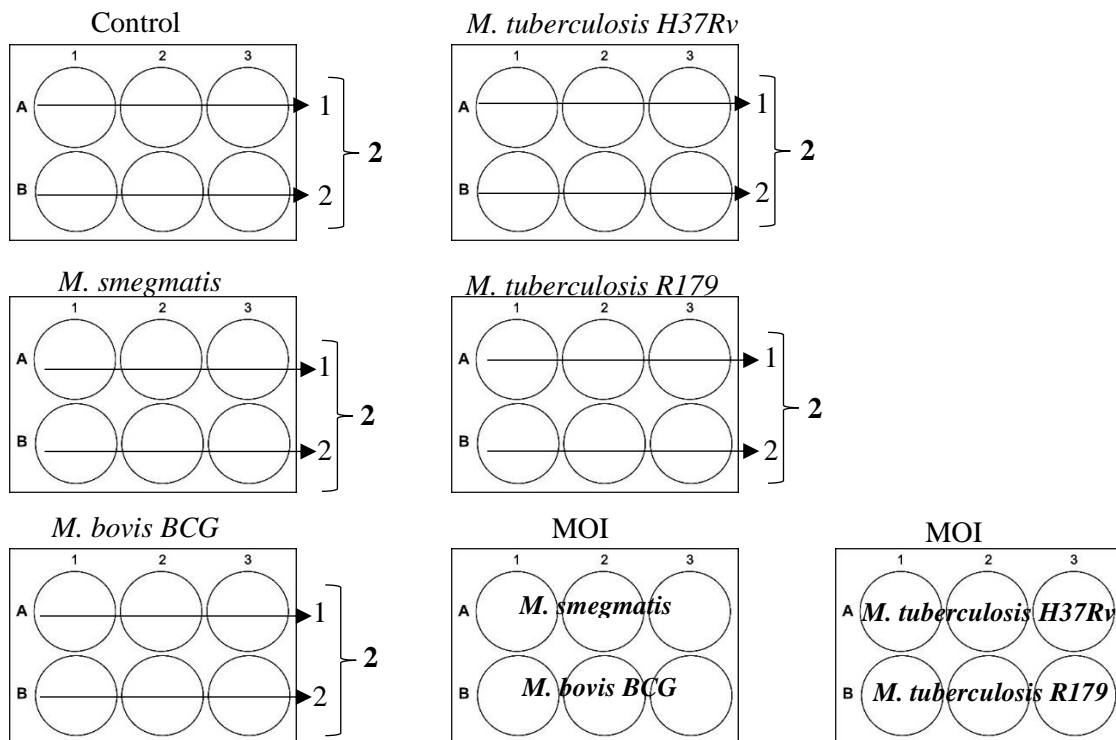 Control
1 2 3
A
1
B
2
2
M. tuberculosis H37Rv
1 2 3
A
1
B
2
2
M. smegmatis
1 2 3
A
1
B
2
2
M. tuberculosis R179
1 2 3
A
1
B
2
2
M. bovis BCG
1 2 3
A
1
B
2
2
MOI
1 2 3
A M. smegmatis
B M. bovis BCG
MOI
1 2 3
A M. tuberculosis H37Rv
B M. tuberculosis R179